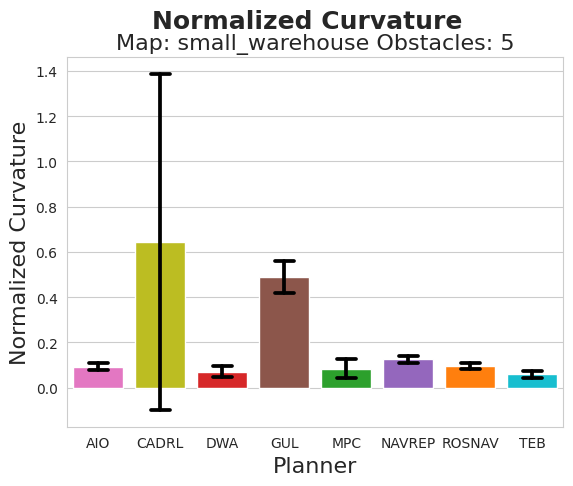 Normalized Curvature
Map: small_warehouse Obstacles: 5
Normalized Curvature
1.4
1.2
1.0
0.8
0.6
0.4
0.2
0.0
AIO CADRL DWA GUL MPC NAVREP ROSNAV TEB
Planner